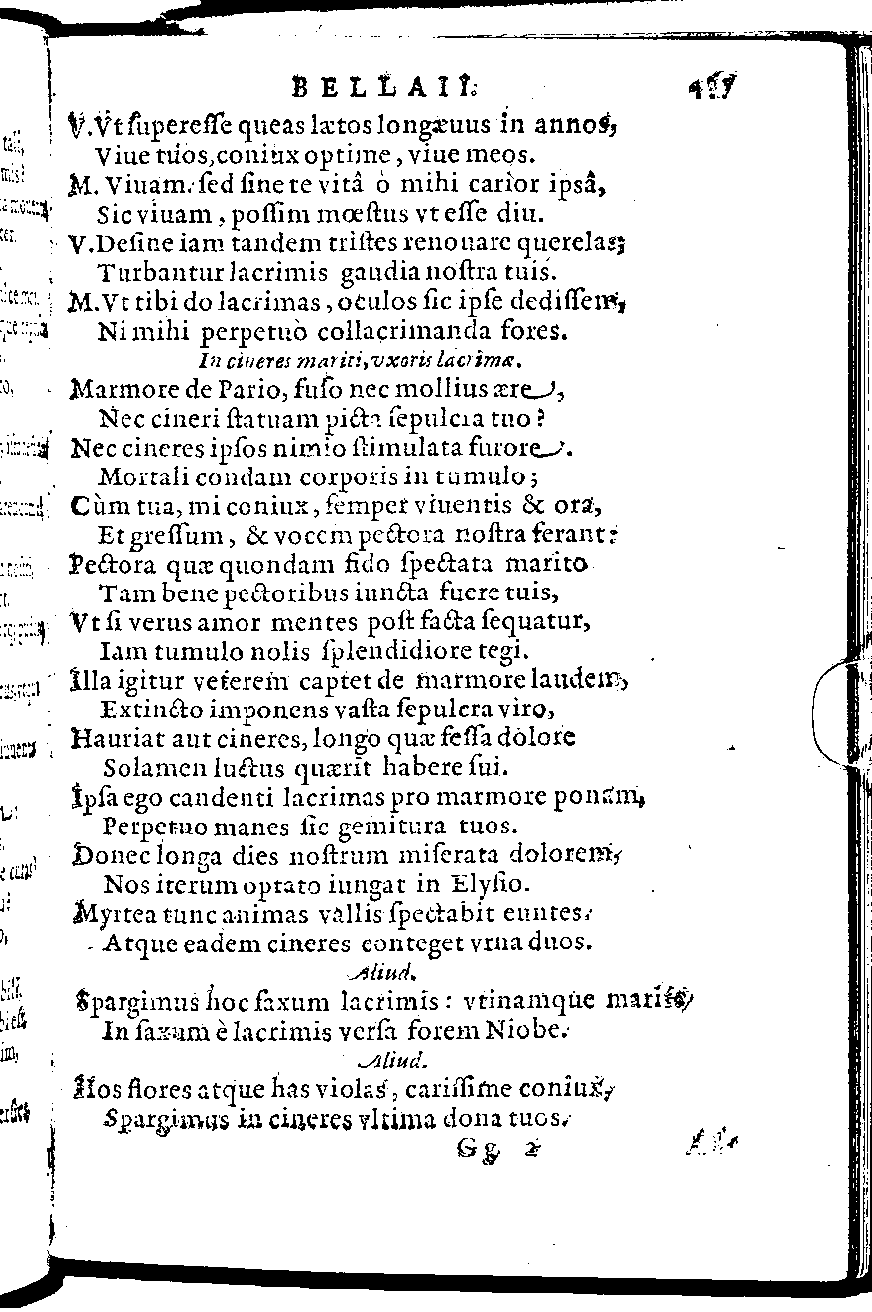 BELLAII.
V.Vt ſupereſſe queas lætos longæuus in annos,
Viue tuos, coniux optime, viue meos.
M. Viuam: ſed ſine te vitâ ò mihi carior ipsâ,
Sic viuam, poſſim mœſtus vt eſſe diu.
V.Deſine iam tandem triſtes renouare querelas;
Turbantur lacrimis gaudia noſtra tuis.
M.Vt tibi do lacrimas, oculos ſic ipſe dediſſem,
Ni mihi perpetuò collacrimanda fores.
In cineres mariti, vxoris lacrimæ.
Marmore de Pario, fuſo nec mollius ære,
Nec cineri ſtatuam picta ſepulcra tuo?
Nec cineres ipſos nimio ſtimulata furore.
Mortali condam corporis in tumulo;
Cùm tua, mi coniux, ſemper viuentis & ora,
Et greſſum, & vocem pectora noſtra ferant?
Pectora quæ quondam fido ſpectata marito
Tam bene pectoribus iuncta fuere tuis,
Vt ſi verus amor mentes poſt facta ſequatur,
Iam tumulo nolis ſplendidiore tegi.
Illa igitur veterem captet de marmore laudem,
Extincto imponens vaſta ſepulcra viro,
Hauriat aut cineres, longo quæ feſſa dolore
Solamen luctus quærit habere ſui.
Ipſa ego candenti lacrimas pro marmore ponam,
Perpetuo manes ſic gemitura tuos.
Donec longa dies noſtrum miſerata dolorem,
Nos iterum optato iungat in Elyſio.
Myrtea tunc animas vallis ſpectabit euntes:
Atque eadem cineres conteget vrna duos.
Aliud.
Spargimus hoc ſaxum lacrimis: vtinamque marite,
In ſaxum è lacrimis verſa forem Niobe.
Aliud.
Hos flores atque has violas, cariſſime coniux,
Spargimus in cineres vltima dona tuos.
Gg 2